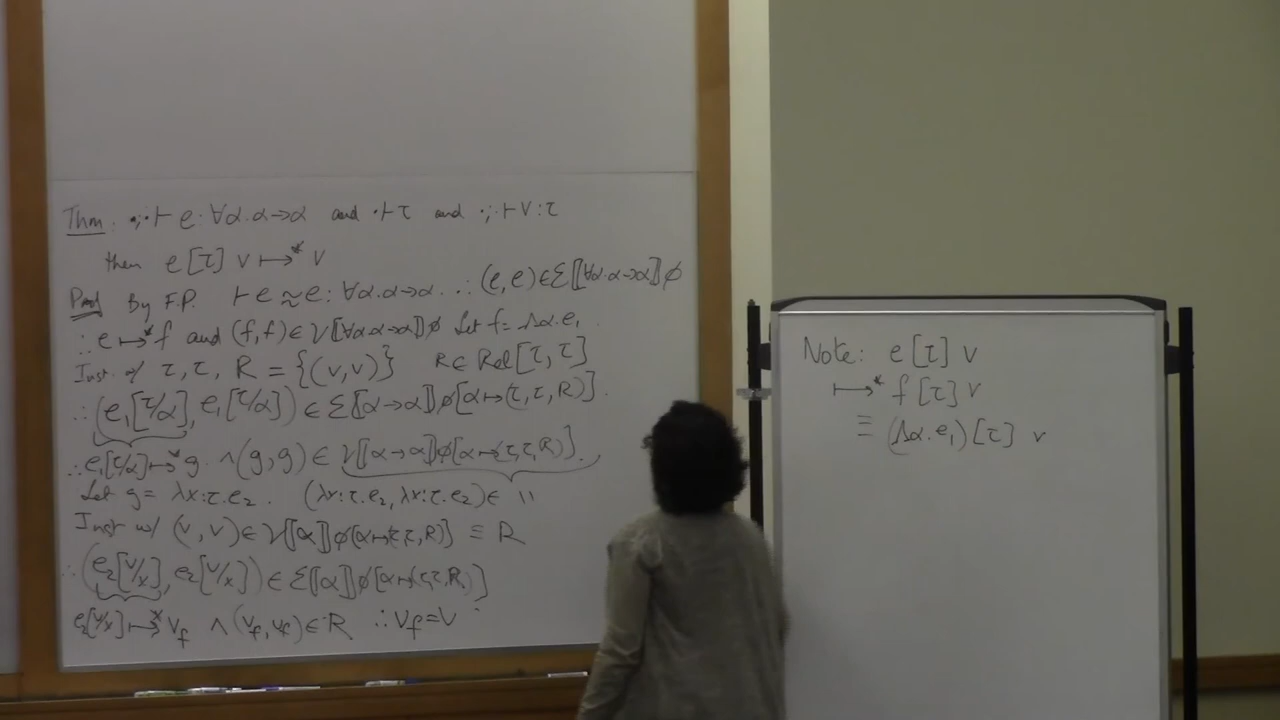 Thm: ·;· ⊢ e : ∀α.α→α and ·⊢τ and ·;·⊢ v : τ
then e [τ] v ↦* v
Proof By F.P. ⊢ e ≈ e : ∀α.α→α. ∴ (e, e) ∈ Ɛ⟦∀α.α→α⟧ φ
∴ e ↦* f and (f, f) ∈ V⟦∀α.α→α⟧ φ Let f = Λα.e₁
Inst w/ τ, τ, R = {(v, v)} R ∈ Rel[τ, τ]
∴ (e₁[τ/α], e₁[τ/α]) ∈ Ɛ⟦α→α⟧ φ[α↦(τ, τ, R)].
∴ e₁[τ/α] ↦* g ∧ (g, g) ∈ V⟦α→α⟧ φ[α↦(τ, τ, R)].
Let g = λx:τ.e₂. (λx:τ.e₂, λx:τ.e₂) ∈ "
Inst w/ (v, v) ∈ V⟦α⟧ φ[α↦(τ, τ, R)] ≡ R
∴ (e₂[v/x], e₂[v/x]) ∈ Ɛ⟦α⟧ φ[α↦(τ, τ, R)]
e₂[v/x] ↦* v_f ∧ (v_f, v_f) ∈ R ∴ v_f = v
Note: e [τ] v
↦* f [τ] v
≡ (Λα.e₁) [τ] v